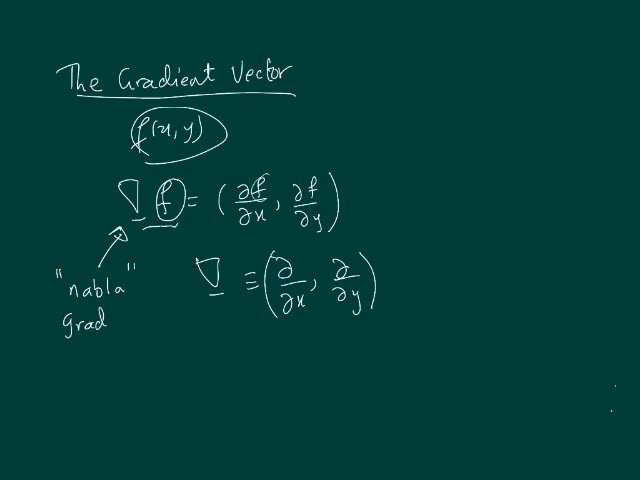 The Gradient Vector
f(x,y)
∇ f = (∂f/∂x, ∂f/∂y)
"nabla"
grad
∇ ≡ (∂/∂x, ∂/∂y)